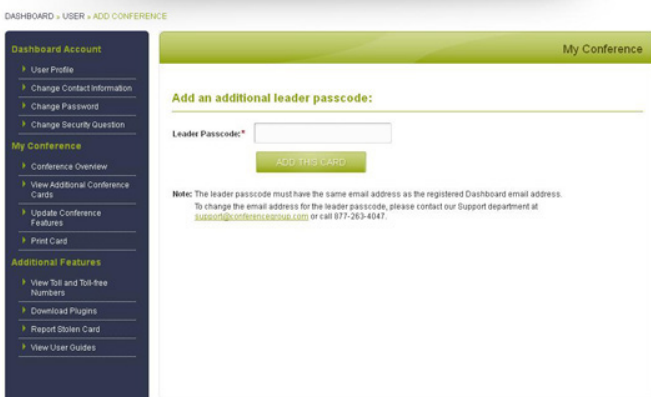 DASHBOARD » USER » ADD CONFERENCE
Dashboard Account
User Profile
Change Contact Information
Change Password
Change Security Question
My Conference
Conference Overview
View Additional Conference
Cards
Update Conference
Features
Print Card
Additional Features
View Toll and Toll-free
Numbers
Download Plugins
Report Stolen Card
View User Guides
My Conference
Add an additional leader passcode:
Leader Passcode:*
ADD THIS CARD
Note: The leader passcode must have the same email address as the registered Dashboard email address.
To change the email address for the leader passcode, please contact our Support department at
support@conferencegroup.com or call 877-263-4047.